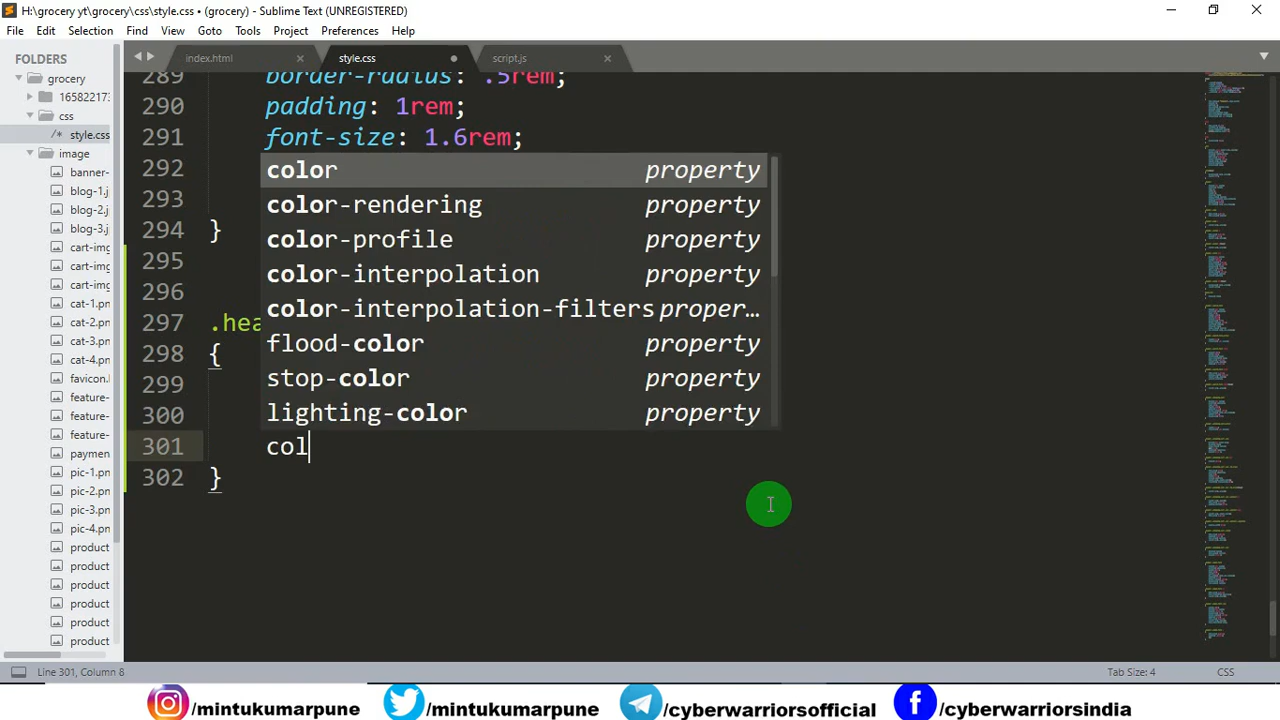 H:\grocery yt\grocery\css\style.css • (grocery) - Sublime Text (UNREGISTERED)
File Edit Selection Find View Goto Tools Project Preferences Help
FOLDERS
grocery
165822173
css
/* style.css
image
banner-
blog-1.j
blog-2.j
blog-3.j
cart-img
cart-img
cart-img
cat-1.pn
cat-2.pn
cat-3.pn
cat-4.pn
favicon.
feature-
feature-
feature-
paymen
pic-1.pn
pic-2.pn
pic-3.pn
pic-4.pn
product
product
product
product
product
product
index.html
style.css
script.js
289 border-radius: .5rem;
290 padding: 1rem;
291 font-size: 1.6rem;
292
293
294 }
295
296
297 .hea
298 {
299
300
301 col
302 }
color property
color-rendering property
color-profile property
color-interpolation property
color-interpolation-filters proper…
flood-color property
stop-color property
lighting-color property
Line 301, Column 8
Tab Size: 4
CSS
/mintukumarpune
/mintukumarpune
/cyberwarriorsofficial
/cyberwarriorsindia